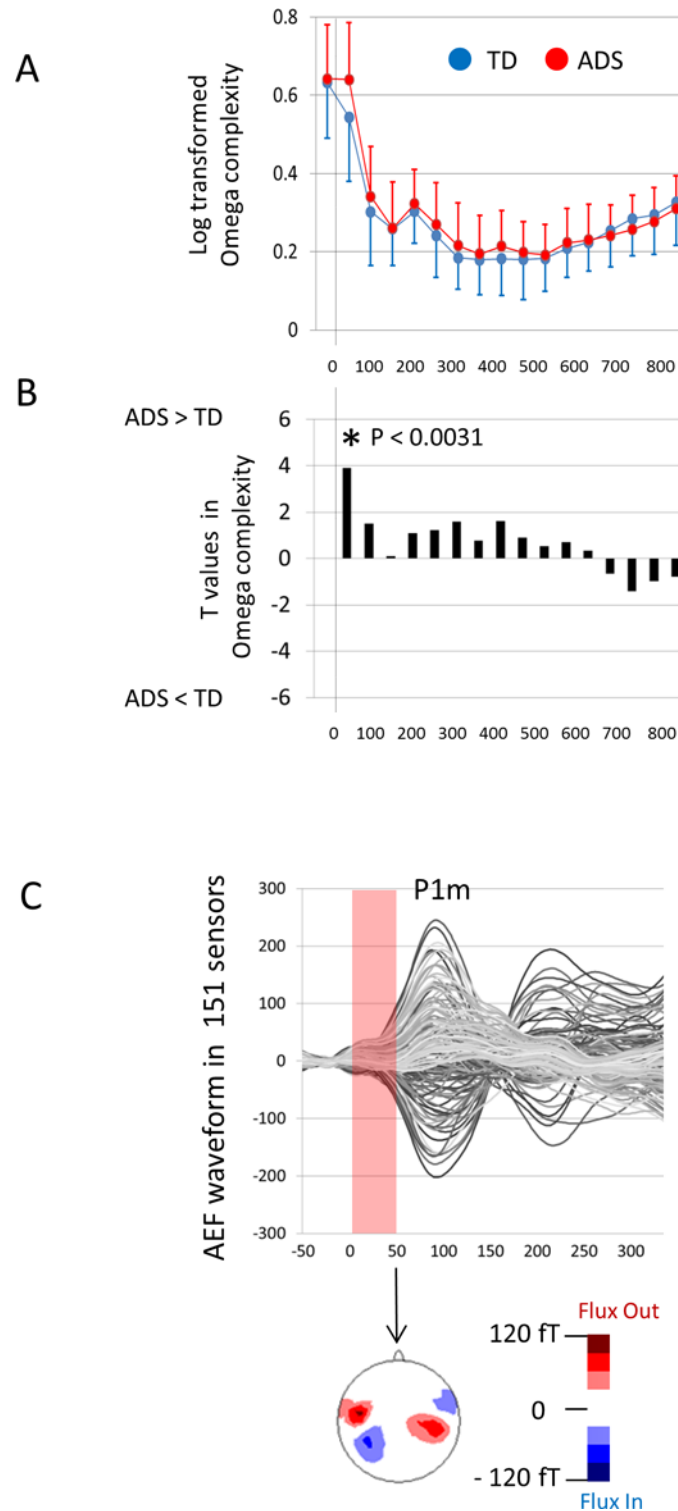 A
Log transformed
Omega complexity
0.8
0.6
0.4
0.2
0
TD
ADS
0 100 200 300 400 500 600 700 800
B
ADS > TD
ADS < TD
T values in
Omega complexity
6
4
2
0
-2
-4
-6
* P < 0.0031
0 100 200 300 400 500 600 700 800
C
AEF waveform in 151 sensors
P1m
300
200
100
0
-100
-200
-300
-50 0 50 100 150 200 250 300
Flux Out
120 fT
0
- 120 fT
Flux In